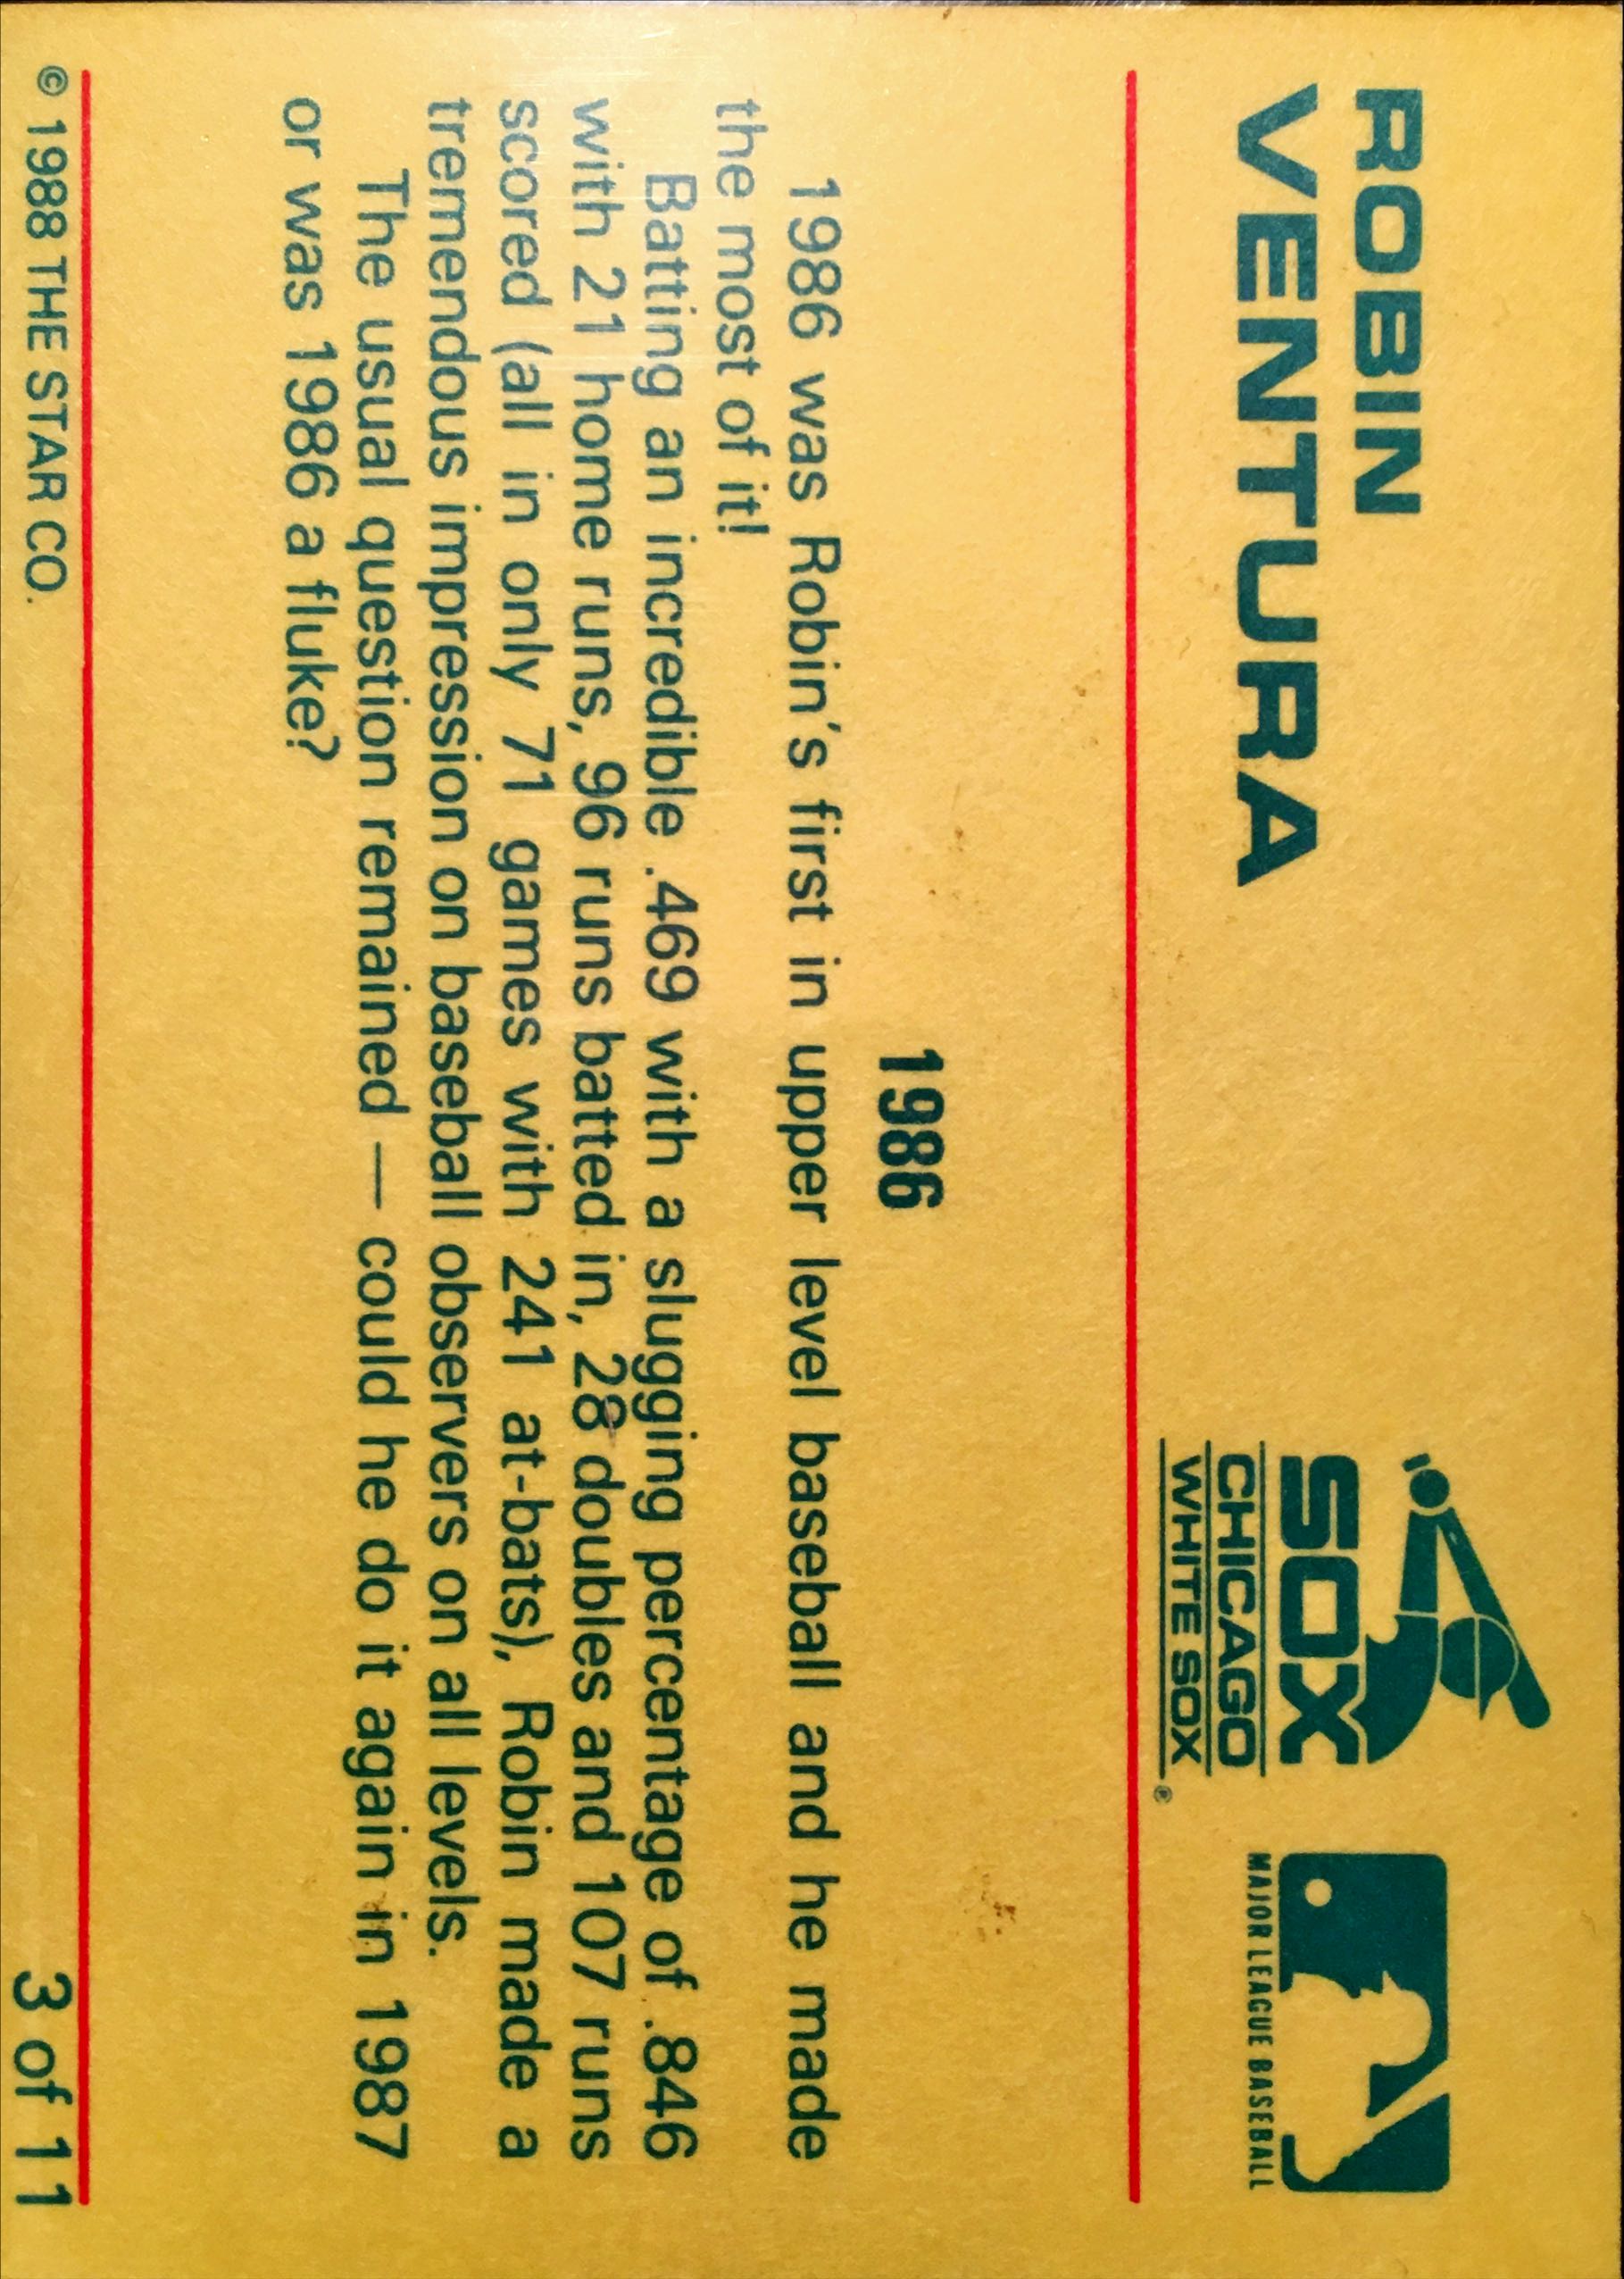 ROBIN
VENTURA
SOX
CHICAGO
WHITE SOX
®
MAJOR LEAGUE BASEBALL
1986
1986 was Robin's first in upper level baseball and he made
the most of it!
Batting an incredible .469 with a slugging percentage of .846
with 21 home runs, 96 runs batted in, 28 doubles and 107 runs
scored (all in only 71 games with 241 at-bats), Robin made a
tremendous impression on baseball observers on all levels.
The usual question remained — could he do it again in 1987
or was 1986 a fluke?
© 1988 THE STAR CO.
3 of 11